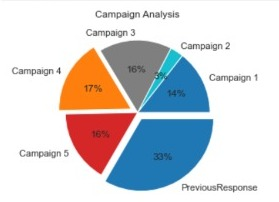 Campaign Analysis
Campaign 3
Campaign 2
Campaign 4
16%
3%
Campaign 1
17%
14%
16%
Campaign 5
33%
PreviousResponse